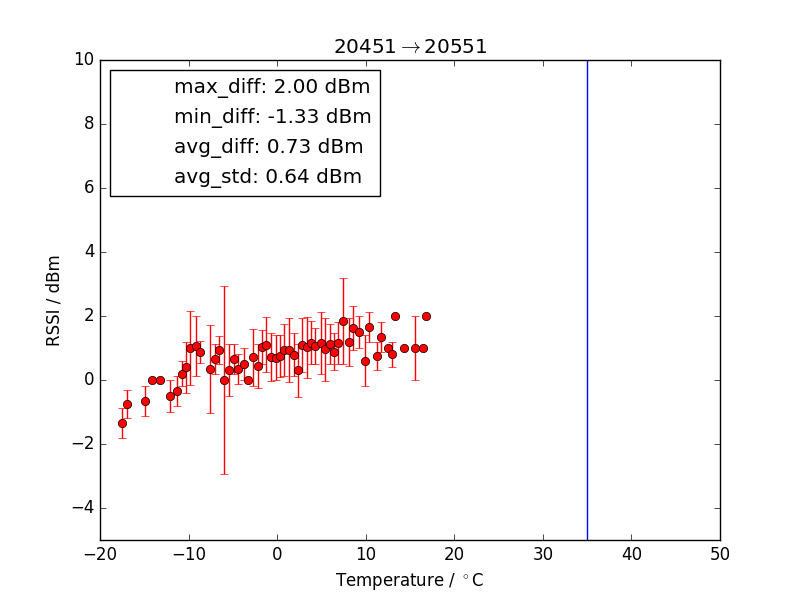 20451→20551
max_diff: 2.00 dBm
min_diff: -1.33 dBm
avg_diff: 0.73 dBm
avg_std: 0.64 dBm
10
8
6
4
2
0
−2
−4
RSSI / dBm
−20 −10 0 10 20 30 40 50
Temperature / °C